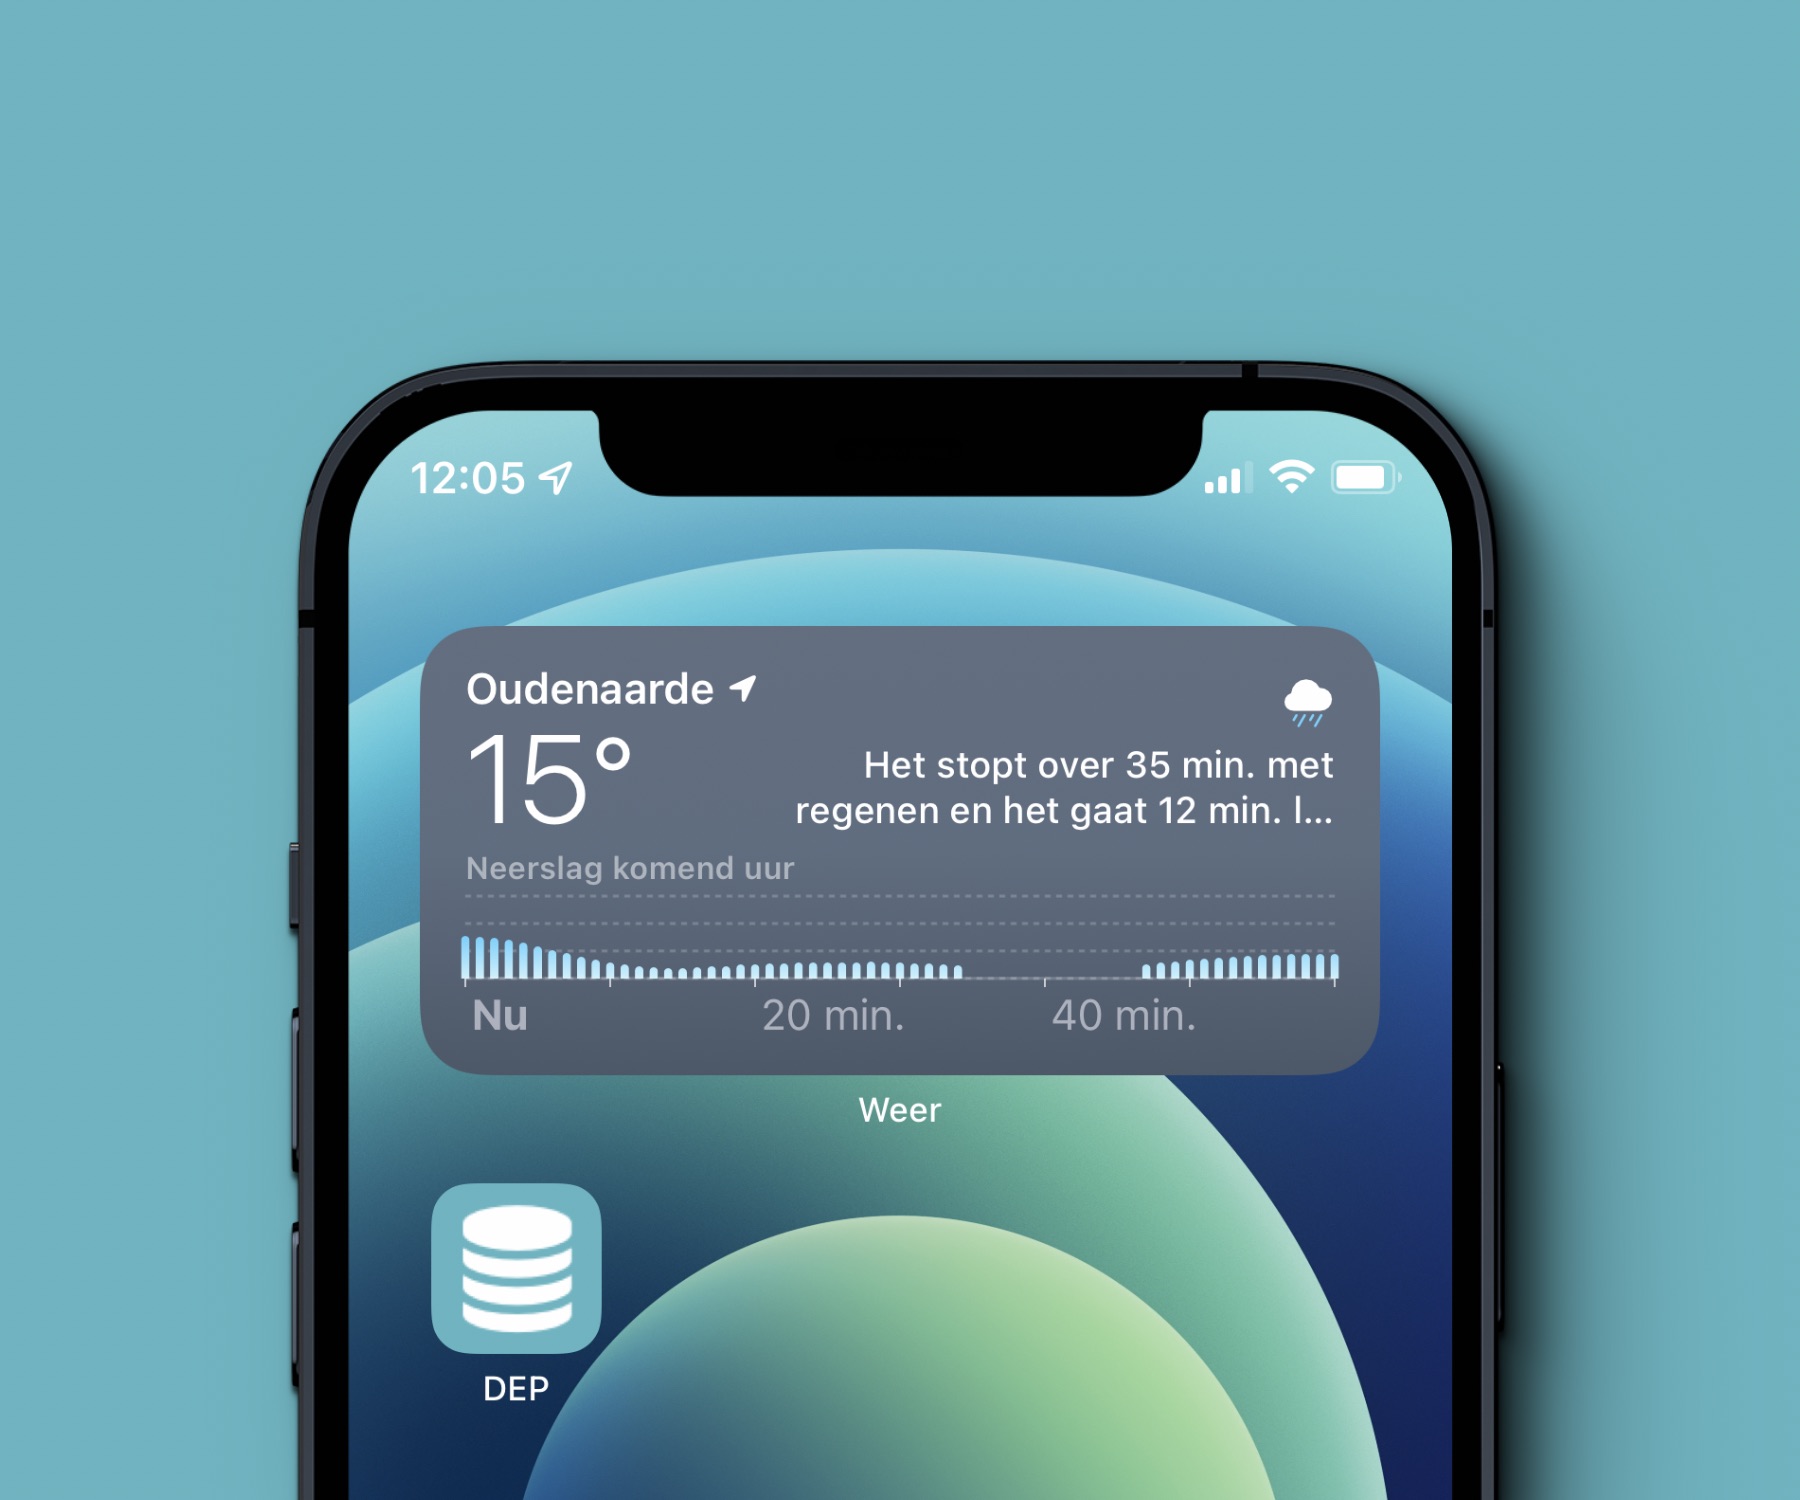 12:05
Oudenaarde
15°
Het stopt over 35 min. met
regenen en het gaat 12 min. l...
Neerslag komend uur
Nu 20 min. 40 min.
Weer
DEP